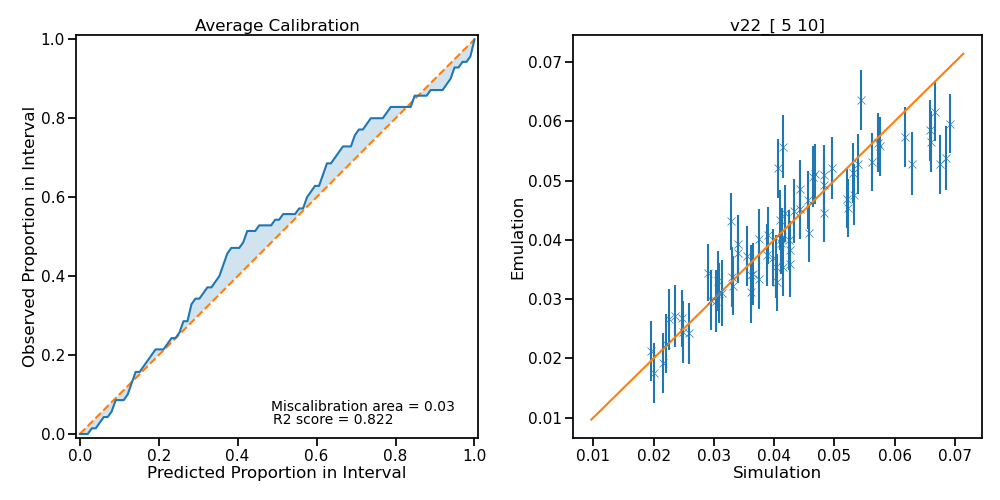 Average Calibration
1.0
0.8
0.6
0.4
0.2
0.0
Observed Proportion in Interval
Miscalibration area = 0.03
R2 score = 0.822
0.0 0.2 0.4 0.6 0.8 1.0
Predicted Proportion in Interval
v22 [ 5 10]
0.07
0.06
0.05
0.04
0.03
0.02
0.01
Emulation
0.01 0.02 0.03 0.04 0.05 0.06 0.07
Simulation